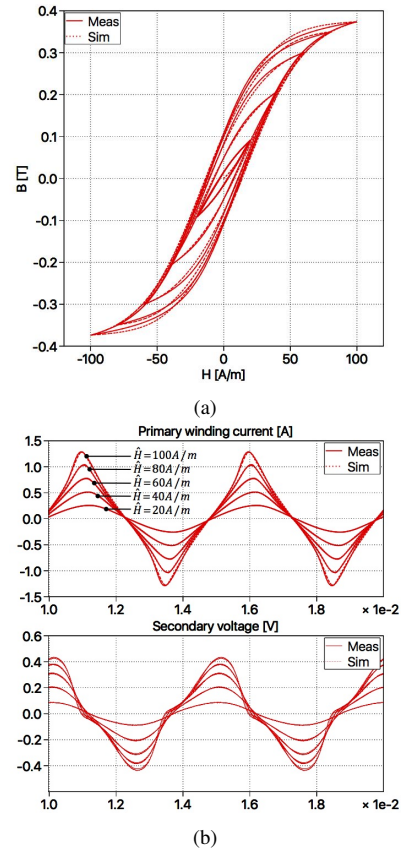 0.4
0.3
0.2
0.1
0.0
-0.1
-0.2
-0.3
-0.4
B [T]
Meas
Sim
-100 -50 0 50 100
H [A/m]
(a)
Primary winding current [A]
1.5
1.0
0.5
0.0
-0.5
-1.0
-1.5
Ĥ=100A/m
Ĥ=80A/m
Ĥ=60A/m
Ĥ=40A/m
Ĥ=20A/m
Meas
Sim
1.0 1.2 1.4 1.6 1.8 × 1e-2
Secondary voltage [V]
0.6
0.4
0.2
0.0
-0.2
-0.4
Meas
Sim
1.0 1.2 1.4 1.6 1.8 × 1e-2
(b)